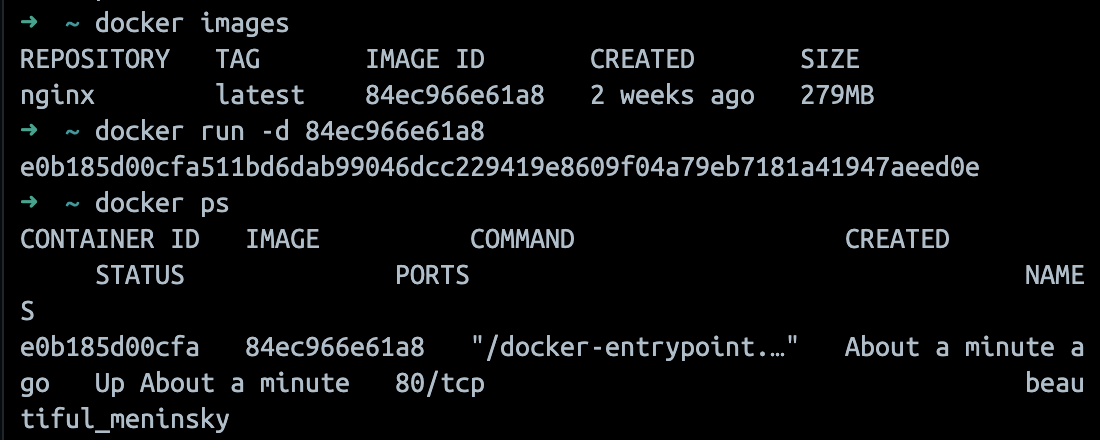 ➜ ~ docker images
REPOSITORY TAG IMAGE ID CREATED SIZE
nginx latest 84ec966e61a8 2 weeks ago 279MB
➜ ~ docker run -d 84ec966e61a8
e0b185d00cfa511bd6dab99046dcc229419e8609f04a79eb7181a41947aeed0e
➜ ~ docker ps
CONTAINER ID IMAGE COMMAND CREATED
STATUS PORTS NAME
S
e0b185d00cfa 84ec966e61a8 "/docker-entrypoint.…" About a minute a
go Up About a minute 80/tcp beau
tiful_meninsky